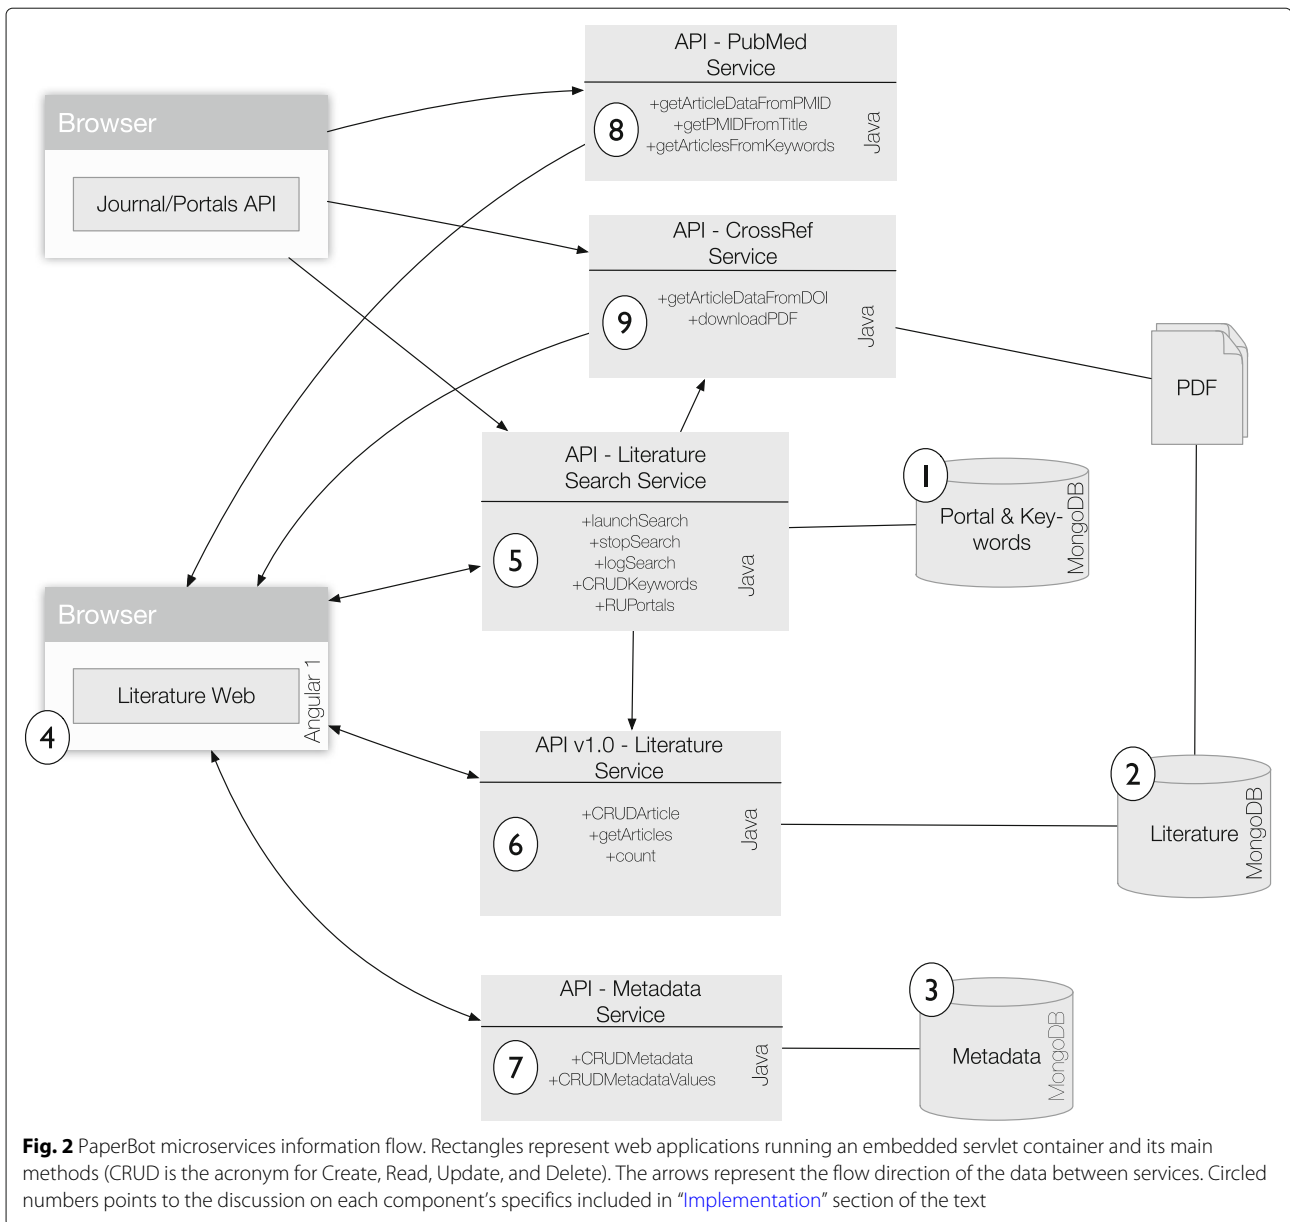 API - PubMed
Service
+getArticleDataFromPMID
+getPMIDFromTitle
+getArticlesFromKeywords
8
Java
Browser
Journal/Portals API
API - CrossRef
Service
+getArticleDataFromDOI
+downloadPDF
9
Java
PDF
API - Literature
Search Service
+launchSearch
+stopSearch
+logSearch
+CRUDKeywords
+RUPortals
5
Java
1
Portal & Key-
words
MongoDB
Browser
Literature Web
Angular 1
4
API v1.0 - Literature
Service
+CRUDArticle
+getArticles
+count
6
Java
2
Literature
MongoDB
API - Metadata
Service
+CRUDMetadata
+CRUDMetadataValues
7
Java
3
Metadata
MongoDB
Fig. 2 PaperBot microservices information flow. Rectangles represent web applications running an embedded servlet container and its main
methods (CRUD is the acronym for Create, Read, Update, and Delete). The arrows represent the flow direction of the data between services. Circled
numbers points to the discussion on each component's specifics included in “Implementation” section of the text